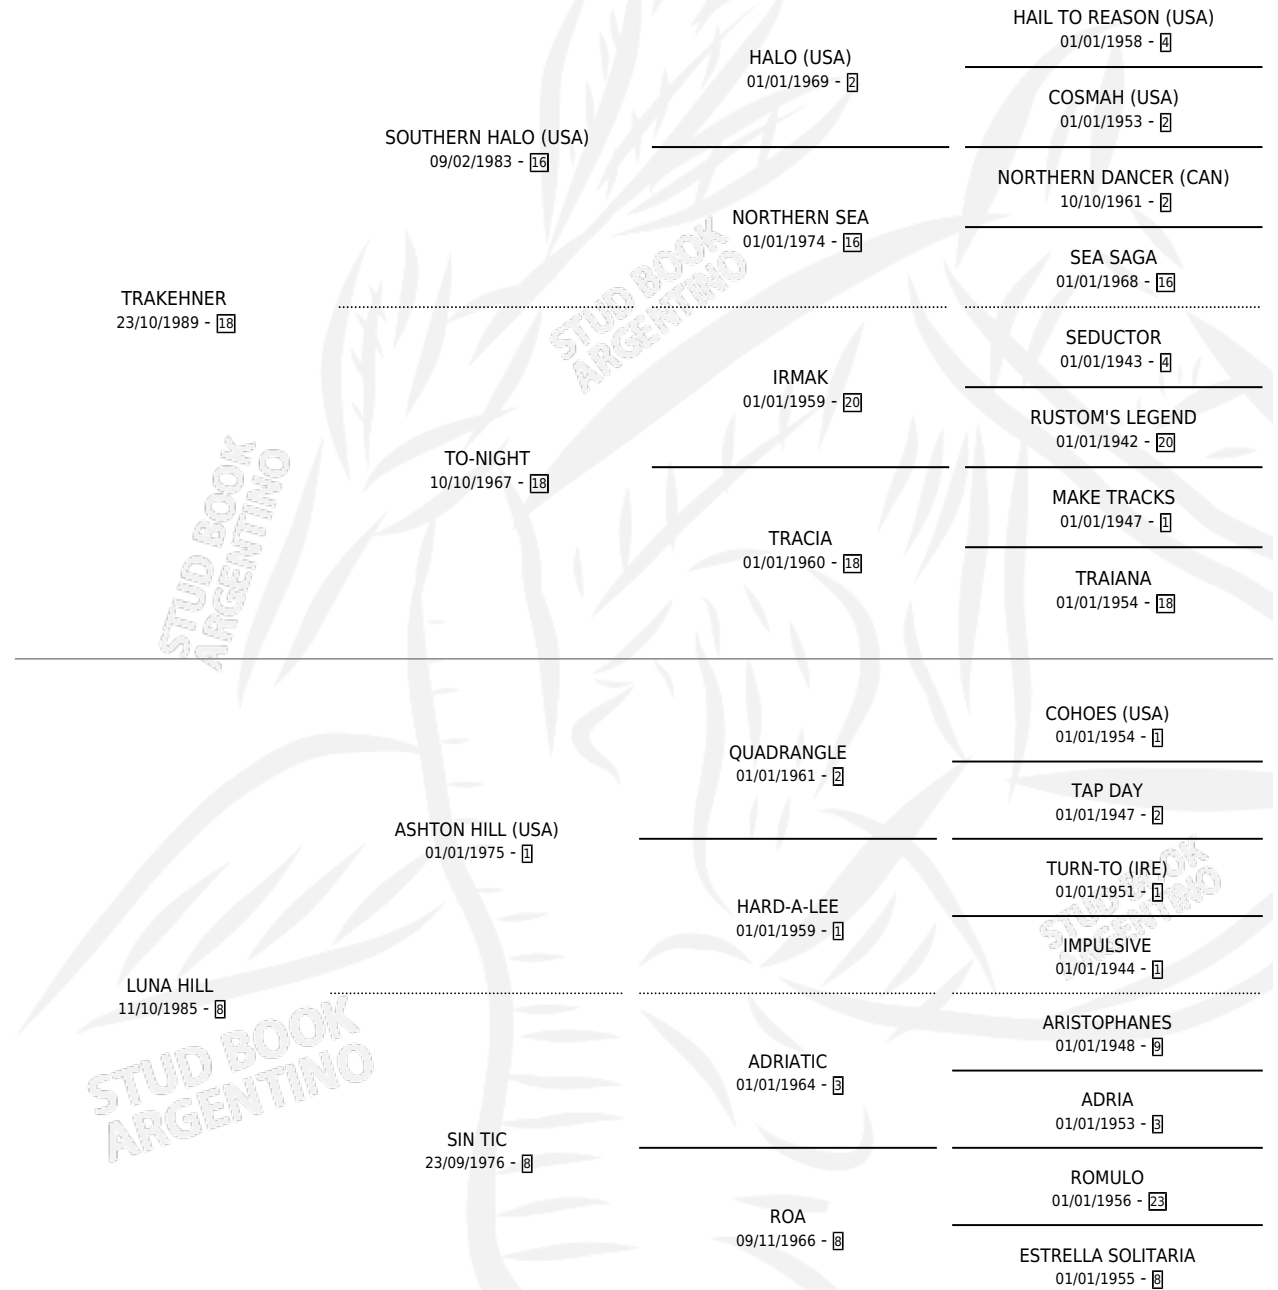 HAIL TO REASON (USA)
01/01/1958 - 4
HALO (USA)
01/01/1969 - 2
COSMAH (USA)
01/01/1953 - 2
SOUTHERN HALO (USA)
09/02/1983 - 16
NORTHERN DANCER (CAN)
10/10/1961 - 2
NORTHERN SEA
01/01/1974 - 16
SEA SAGA
01/01/1968 - 16
TRAKEHNER
23/10/1989 - 18
SEDUCTOR
01/01/1943 - 4
IRMAK
01/01/1959 - 20
RUSTOM'S LEGEND
01/01/1942 - 20
TO-NIGHT
10/10/1967 - 18
MAKE TRACKS
01/01/1947 - 1
TRACIA
01/01/1960 - 18
TRAIANA
01/01/1954 - 18
COHOES (USA)
01/01/1954 - 1
QUADRANGLE
01/01/1961 - 2
TAP DAY
01/01/1947 - 2
ASHTON HILL (USA)
01/01/1975 - 1
TURN-TO (IRE)
01/01/1951 - 1
HARD-A-LEE
01/01/1959 - 1
IMPULSIVE
01/01/1944 - 1
LUNA HILL
11/10/1985 - 8
ARISTOPHANES
01/01/1948 - 9
ADRIATIC
01/01/1964 - 3
ADRIA
01/01/1953 - 3
SIN TIC
23/09/1976 - 8
ROMULO
01/01/1956 - 23
ROA
09/11/1966 - 8
ESTRELLA SOLITARIA
01/01/1955 - 8
STUD BOOK
ARGENTINO
STUD BOOK
ARGENTINO
STUD BOOK
ARGENTINO
STUD BOOK
ARGENTINO